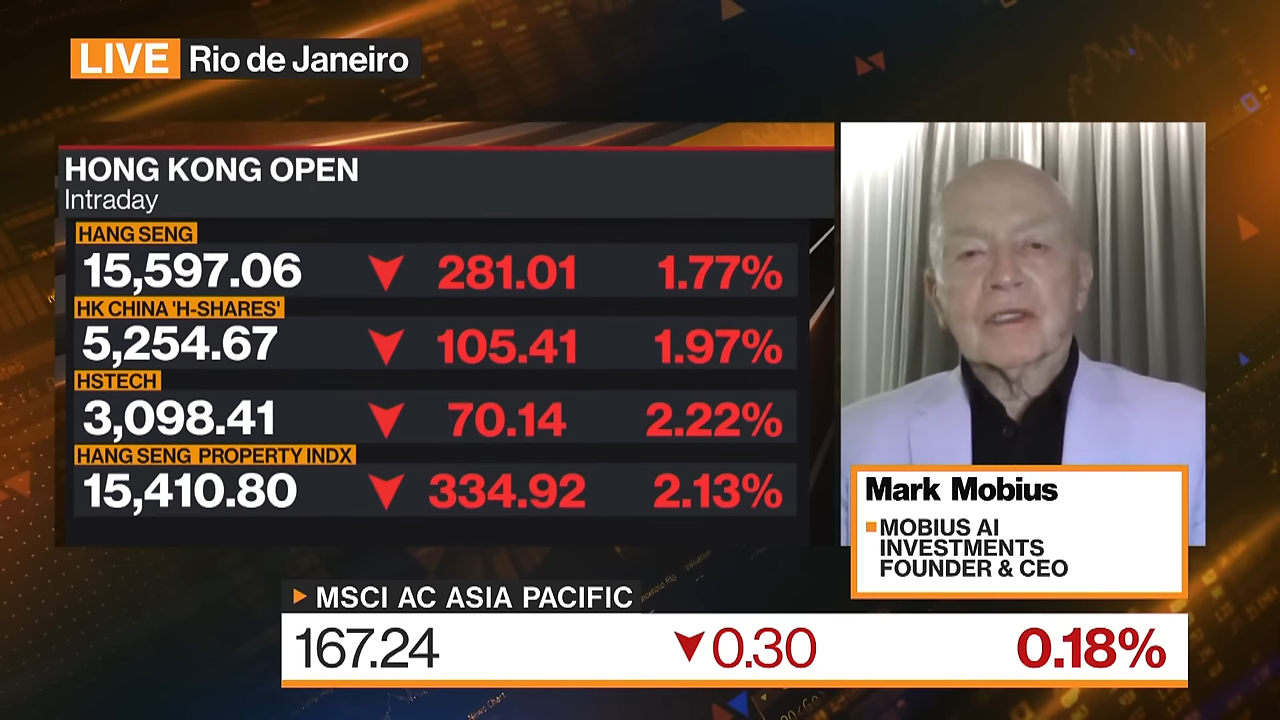 LIVE Rio de Janeiro
HONG KONG OPEN
Intraday
HANG SENG
15,597.06 281.01 1.77%
HK CHINA 'H-SHARES'
5,254.67 105.41 1.97%
HSTECH
3,098.41 70.14 2.22%
HANG SENG PROPERTY INDX
15,410.80 334.92 2.13%
Mark Mobius
MOBIUS AI
INVESTMENTS
FOUNDER & CEO
MSCI AC ASIA PACIFIC
167.24 0.30 0.18%
News Chart